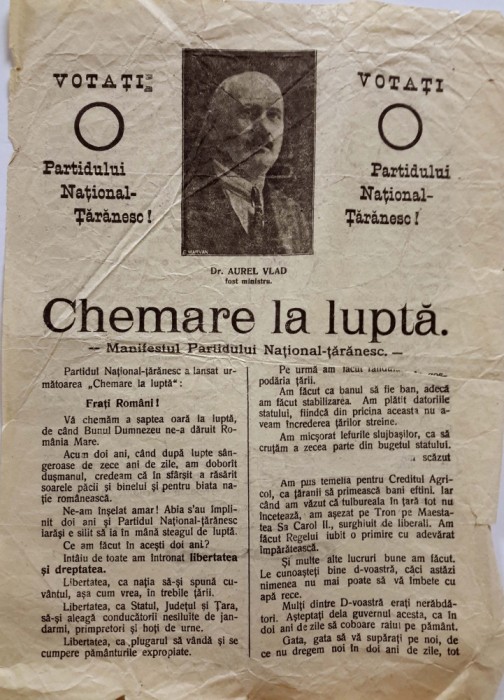 VOTAȚI
Partidului
Național-
Țărănesc!
VOTAȚI
Partidului
Național-
Țărănesc!
Dr. AUREL VLAD
fost ministru.
Chemare la luptă.
— Manifestul Partidului Național-țărănesc. —
Partidul Național-țărănesc a lansat ur-
mătoarea „Chemare la luptă":
Frați Români!
Vă chemăm a șaptea oară la luptă,
de când Bunul Dumnezeu ne-a dăruit Ro-
mânia Mare.
Acum doi ani, când după lupte sân-
geroase de zece ani de zile, am doborit
dușmanul, credeam că în sfârșit a răsărit
soarele păcii și binelui și pentru biata na-
ție românească.
Ne-am înșelat amar! Abia s'au împli-
nit doi ani și Partidul Național-țărănesc
iarăși e silit să ia în mână steagul de luptă.
Ce am făcut în acești doi ani?
Întâiu de toate am întronat libertatea
și dreptatea.
Libertatea, ca nația să-și spună cu-
vântul, așa cum vrea, în treбile țării.
Libertatea, ca Statul, Județul și Țara,
să-și aleagă conducătorii nesiluite de jan-
darmi, primpretori și hoți de urne.
Libertatea, ca plugarul să vândă și se
cumpere pământurile expropiate.
Pe urmă am făcut
podăria țării.
Am făcut ca banul să fie ban, adecă
am făcut stabilizarea. Am plătit datoriile
statului, fiindcă din pricina aceasta nu a-
veam încrederea țărilor streine.
Am micșorat lefurile slujbașilor, ca să
cruțăm a zecea parte din bugetul statului.
scăzut
Am pus temelia pentru Creditul Agri-
col, ca țăranii să primească bani eftini. Iar
când am văzut că tulbureala în țară tot nu
încetează, am așezat pe Tron pe Maesta-
tea Sa Carol II., surghiuit de liberali. Am
făcut Regelui iubit o primire cu adevărat
împărătească.
Și multe alte lucruri bune am făcut.
Le cunoașteți bine d-voastră, căci astăzi
nimenea nu mai poate să vă îmbete cu
apă rece.
Mulți dintre D-voastră erați nerăbdă-
tori. Așteptați dela guvernul acesta, ca în
doi ani de zile să coboare raiu pe pământ.
Gata, gata să vă supărați pe noi, de
ce nu dregem noi în doi ani de zile, tot